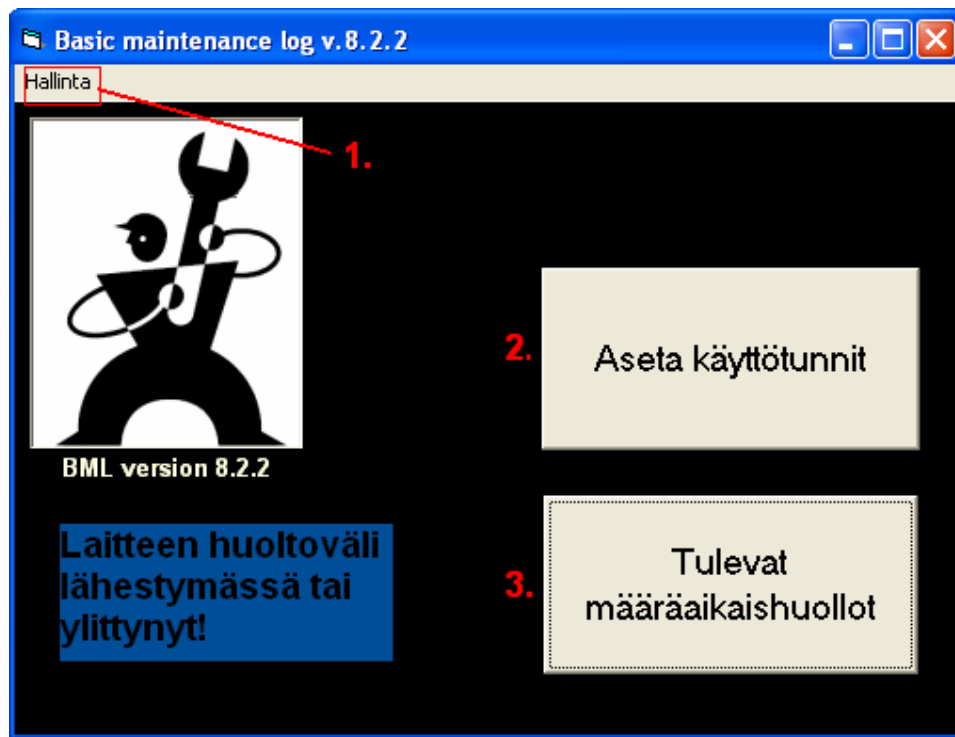 Basic maintenance log v.8.2.2
Hallinta
1.
2.
Aseta käyttötunnit
BML version 8.2.2
Laitteen huoltoväli
lähestymässä tai
ylittynyt!
3.
Tulevat
määräaikaishuollot